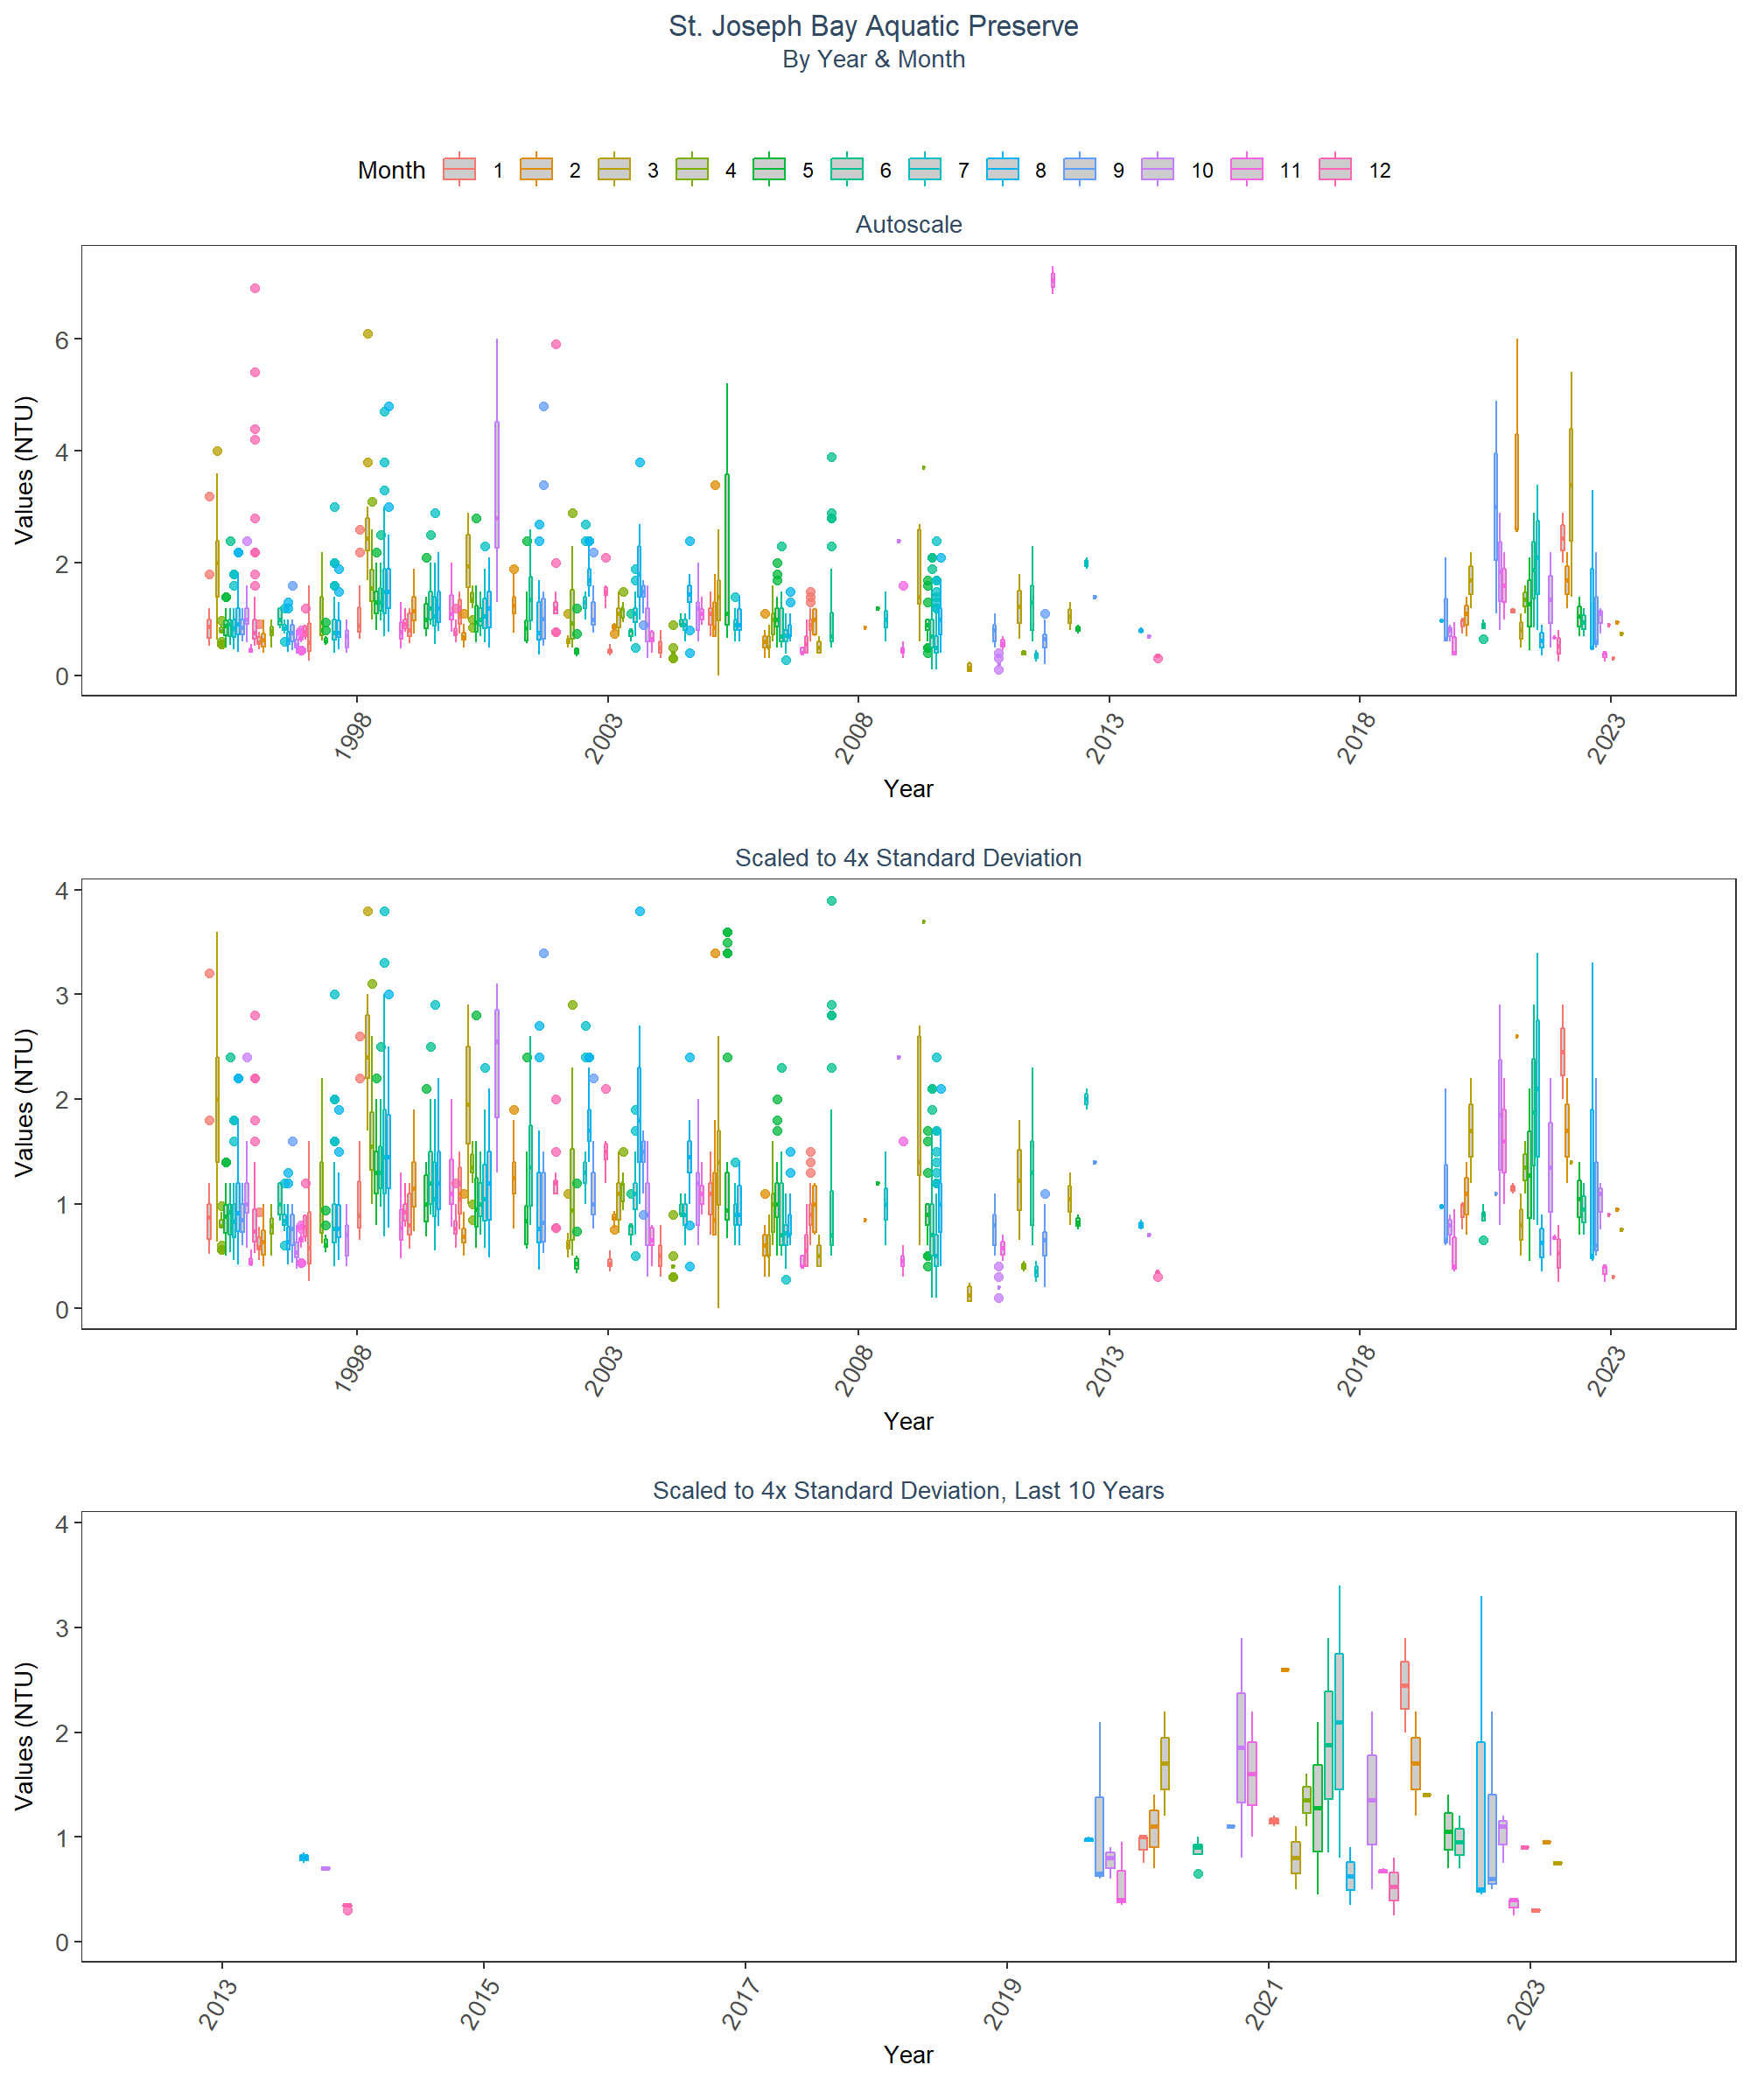 St. Joseph Bay Aquatic Preserve
By Year & Month
Month 1 2 3 4 5 6 7 8 9 10 11 12
Autoscale
Values (NTU)
6
4
2
0
1998 2003 2008 2013 2018 2023
Year
Scaled to 4x Standard Deviation
Values (NTU)
4
3
2
1
0
1998 2003 2008 2013 2018 2023
Year
Scaled to 4x Standard Deviation, Last 10 Years
Values (NTU)
4
3
2
1
0
2013 2015 2017 2019 2021 2023
Year